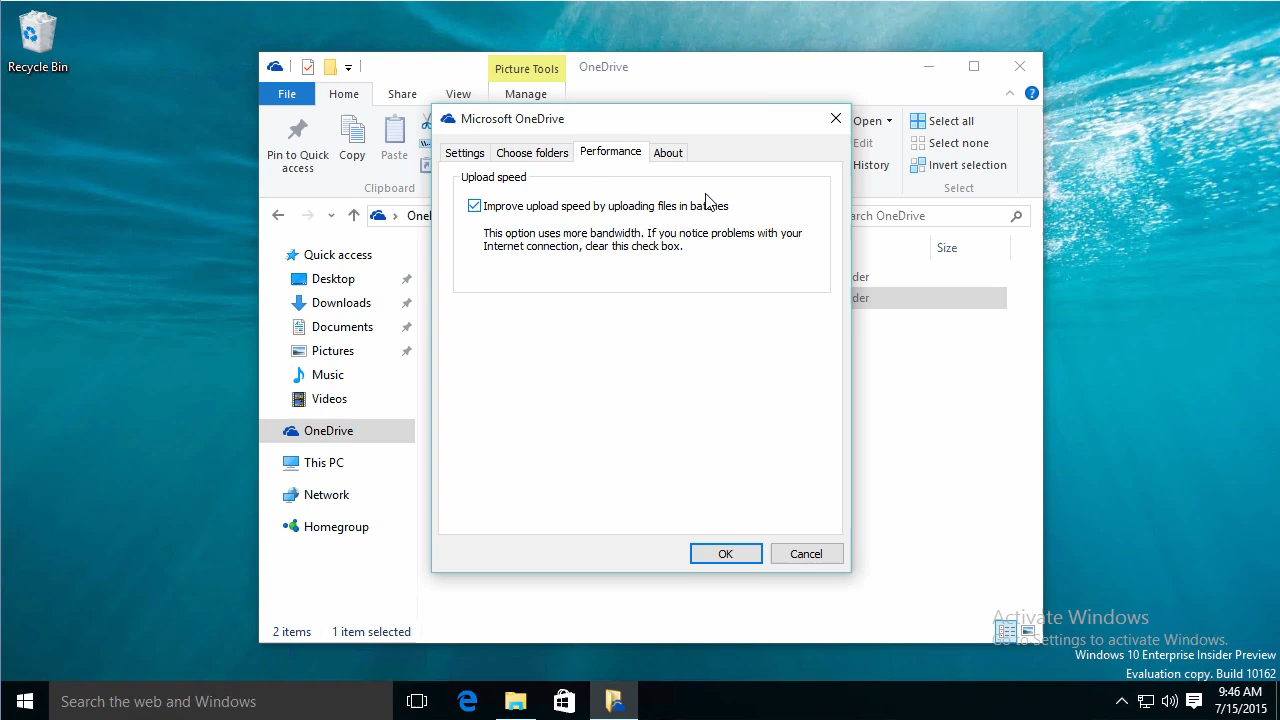 Recycle Bin
Picture Tools
OneDrive
File
Home
Share
View
Manage
Pin to Quick
access
Copy
Paste
Clipboard
Open
Edit
History
Select all
Select none
Invert selection
Select
Microsoft OneDrive
Settings
Choose folders
Performance
About
Upload speed
Improve upload speed by uploading files in batches
This option uses more bandwidth. If you notice problems with your
Internet connection, clear this check box.
OK
Cancel
OneDrive
Size
Quick access
Desktop
Downloads
Documents
Pictures
Music
Videos
OneDrive
This PC
Network
Homegroup
2 items
1 item selected
Activate Windows
Go to Settings to activate Windows.
Windows 10 Enterprise Insider Preview
Evaluation copy. Build 10162
Search the web and Windows
9:46 AM
7/15/2015